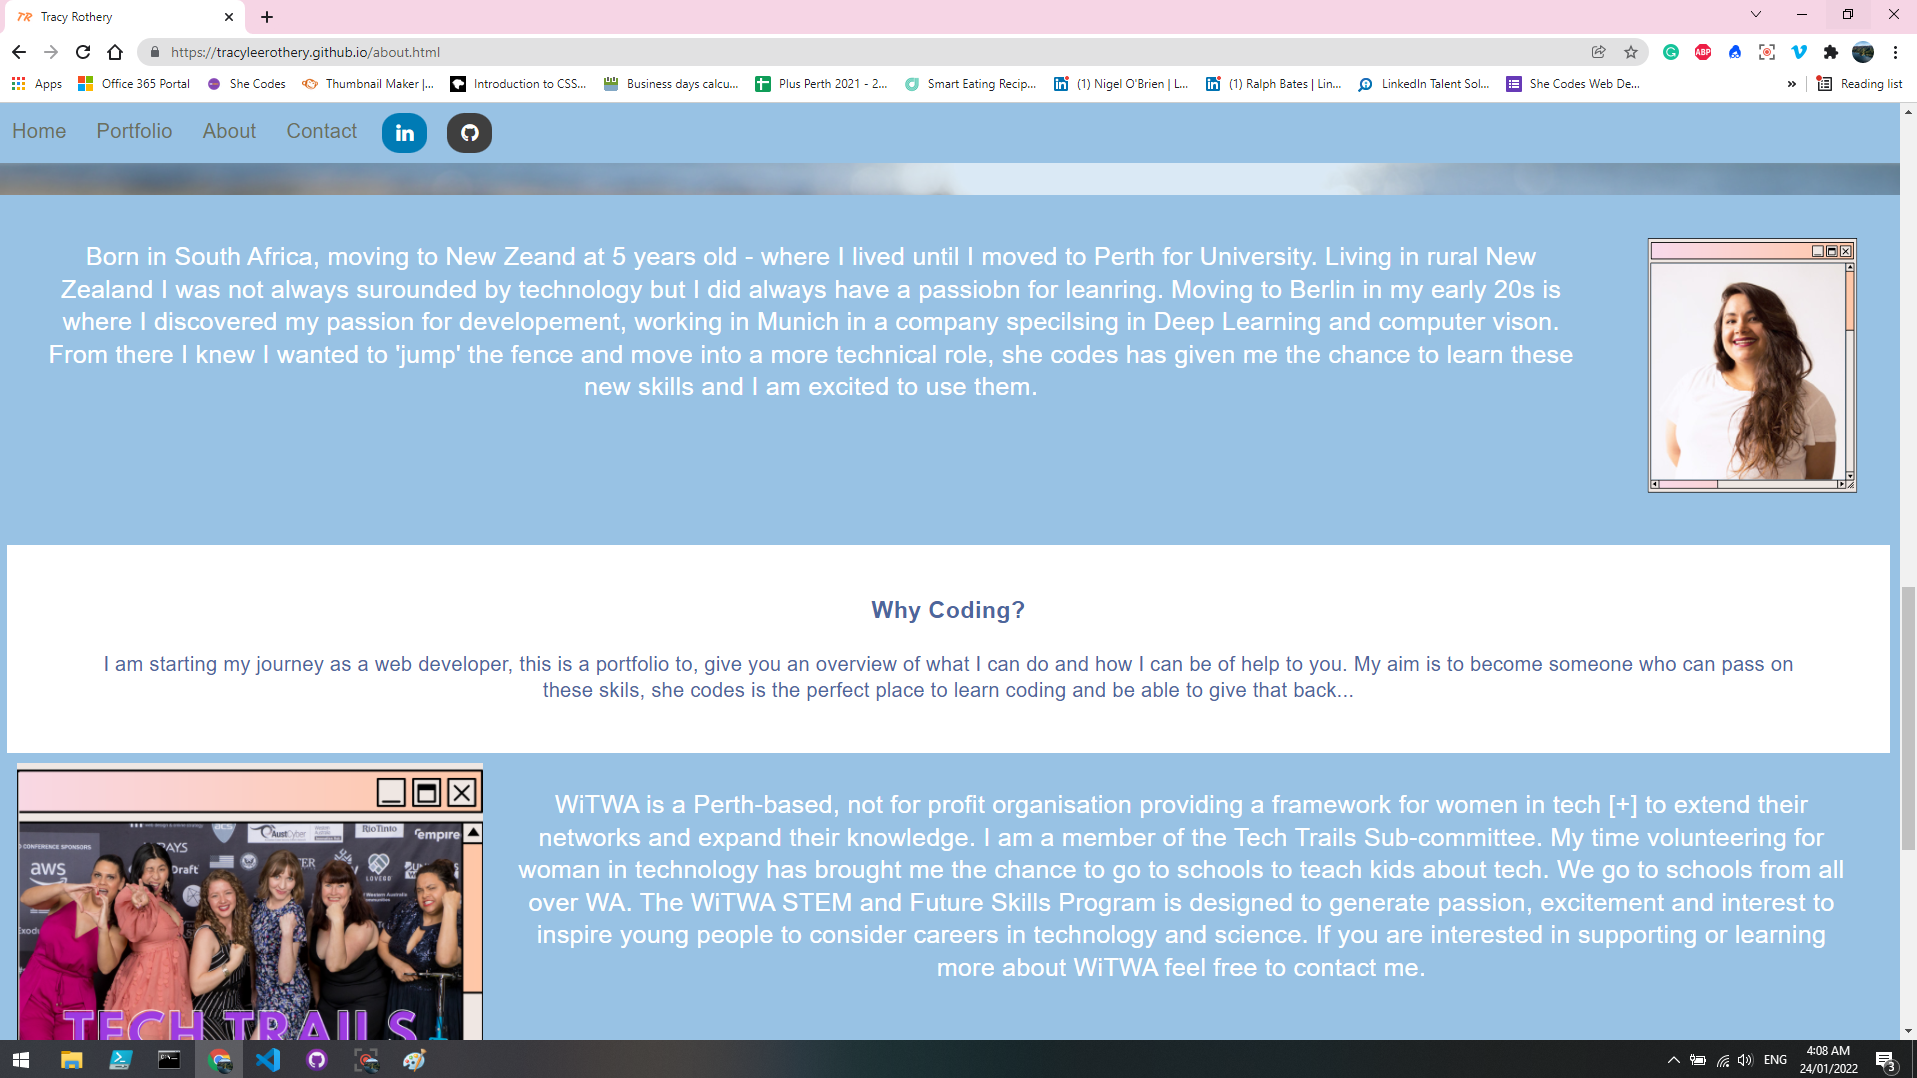 TR Tracy Rothery
https://tracyleerothery.github.io/about.html
ABP
Apps Office 365 Portal She Codes Thumbnail Maker |... Introduction to CSS... Business days calcu... Plus Perth 2021 - 2... Smart Eating Recip... (1) Nigel O'Brien | L... (1) Ralph Bates | Lin... LinkedIn Talent Sol... She Codes Web De... » Reading list
Home Portfolio About Contact in
Born in South Africa, moving to New Zeand at 5 years old - where I lived until I moved to Perth for University. Living in rural New
Zealand I was not always surounded by technology but I did always have a passiobn for leanring. Moving to Berlin in my early 20s is
where I discovered my passion for developement, working in Munich in a company specilsing in Deep Learning and computer vison.
From there I knew I wanted to 'jump' the fence and move into a more technical role, she codes has given me the chance to learn these
new skills and I am excited to use them.
Why Coding?
I am starting my journey as a web developer, this is a portfolio to, give you an overview of what I can do and how I can be of help to you. My aim is to become someone who can pass on
these skils, she codes is the perfect place to learn coding and be able to give that back...
WiTWA is a Perth-based, not for profit organisation providing a framework for women in tech [+] to extend their
networks and expand their knowledge. I am a member of the Tech Trails Sub-committee. My time volunteering for
woman in technology has brought me the chance to go to schools to teach kids about tech. We go to schools from all
over WA. The WiTWA STEM and Future Skills Program is designed to generate passion, excitement and interest to
inspire young people to consider careers in technology and science. If you are interested in supporting or learning
more about WiTWA feel free to contact me.
acs
AustCyber
RioTinto
empire
CONFERENCE SPONSORS
aws
Draft
LOVEGO
TECH TRAILS
ENG
4:08 AM
24/01/2022
3